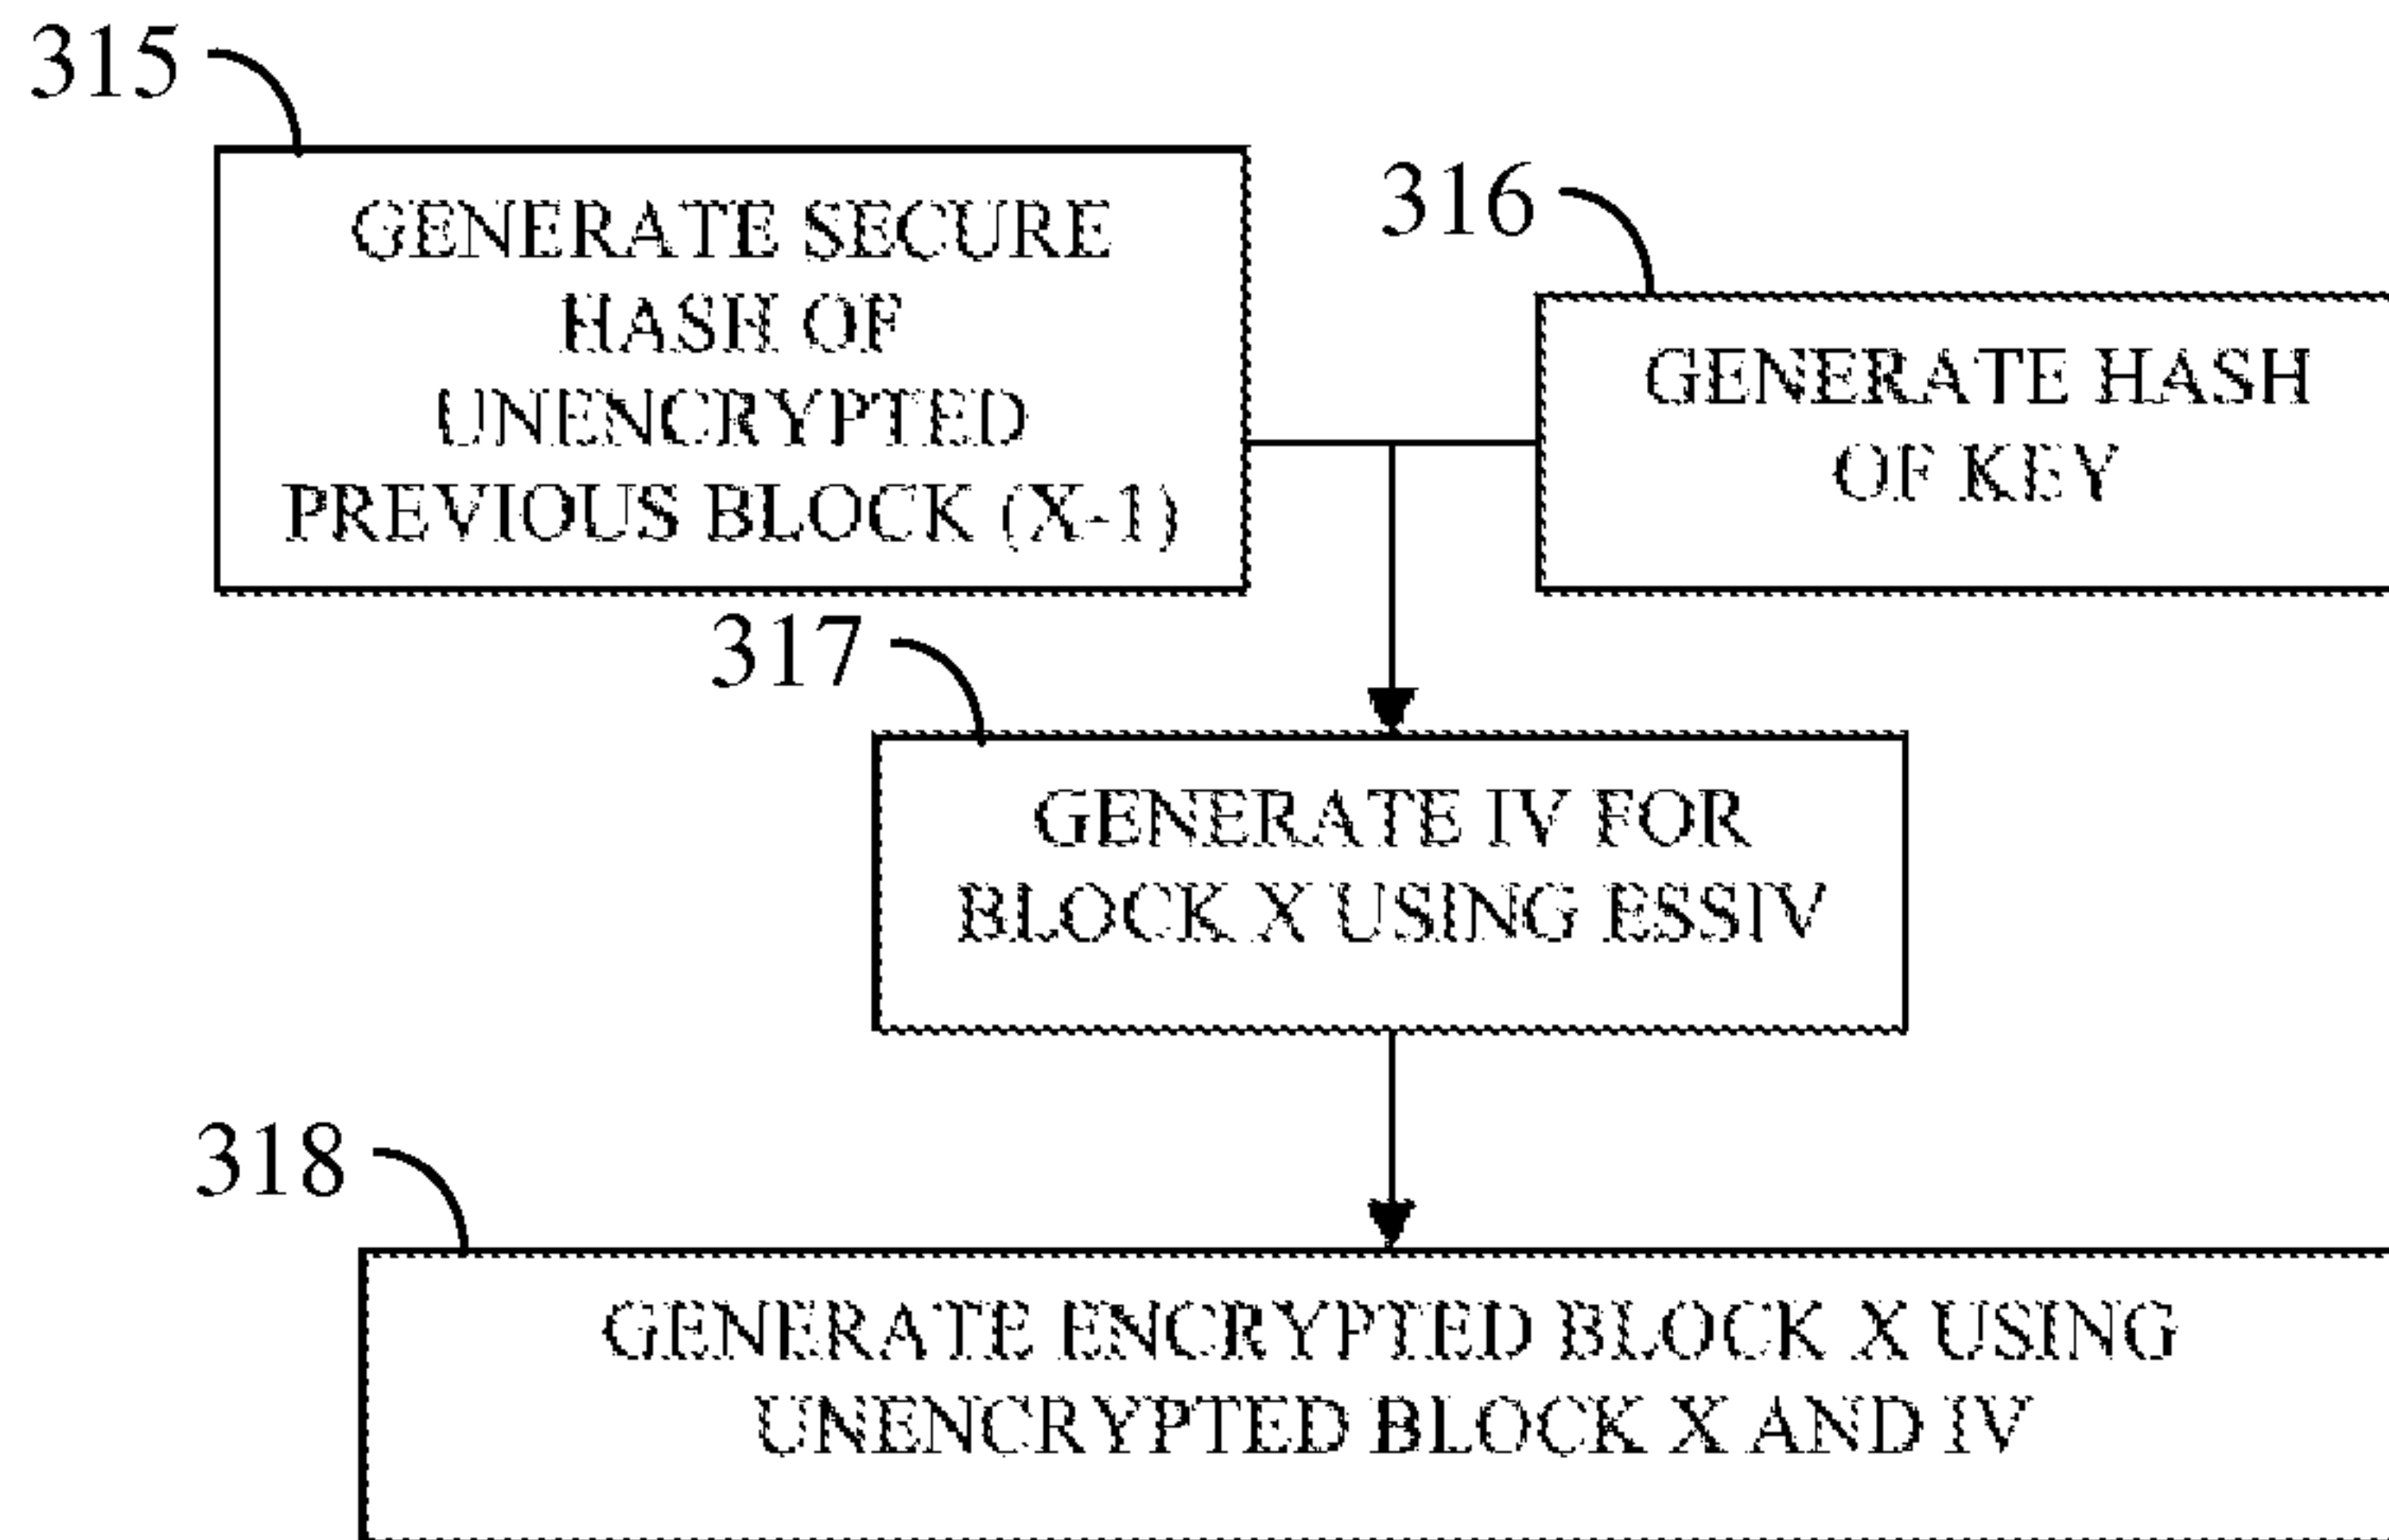 315
GENERATE SECURE
HASH OF
UNENCRYPTED
PREVIOUS BLOCK (X-1)
316
GENERATE HASH
OF KEY
317
GENERATE IV FOR
BLOCK X USING ESSIV
318
GENERATE ENCRYPTED BLOCK X USING
UNENCRYPTED BLOCK X AND IV